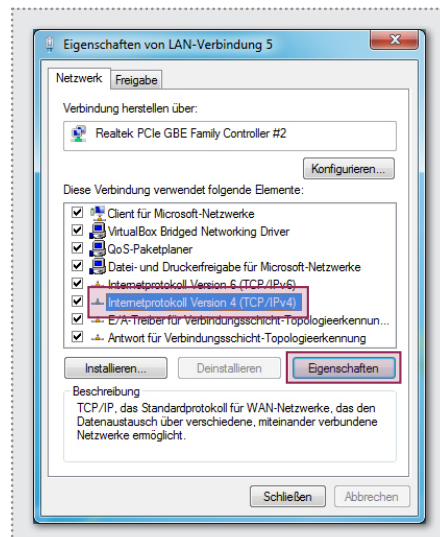 Eigenschaften von LAN-Verbindung 5
Netzwerk Freigabe
Verbindung herstellen über:
Realtek PCIe GBE Family Controller #2
Konfigurieren...
Diese Verbindung verwendet folgende Elemente:
Client für Microsoft-Netzwerke
VirtualBox Bridged Networking Driver
QoS-Paketplaner
Datei- und Druckerfreigabe für Microsoft-Netzwerke
Internetprotokoll Version 6 (TCP/IPv6)
Internetprotokoll Version 4 (TCP/IPv4)
E/A-Treiber für Verbindungsschicht-Topologieerkennun...
Antwort für Verbindungsschicht-Topologieerkennung
Installieren... Deinstallieren Eigenschaften
Beschreibung
TCP/IP, das Standardprotokoll für WAN-Netzwerke, das den
Datenaustausch über verschiedene, miteinander verbundene
Netzwerke ermöglicht.
Schließen Abbrechen